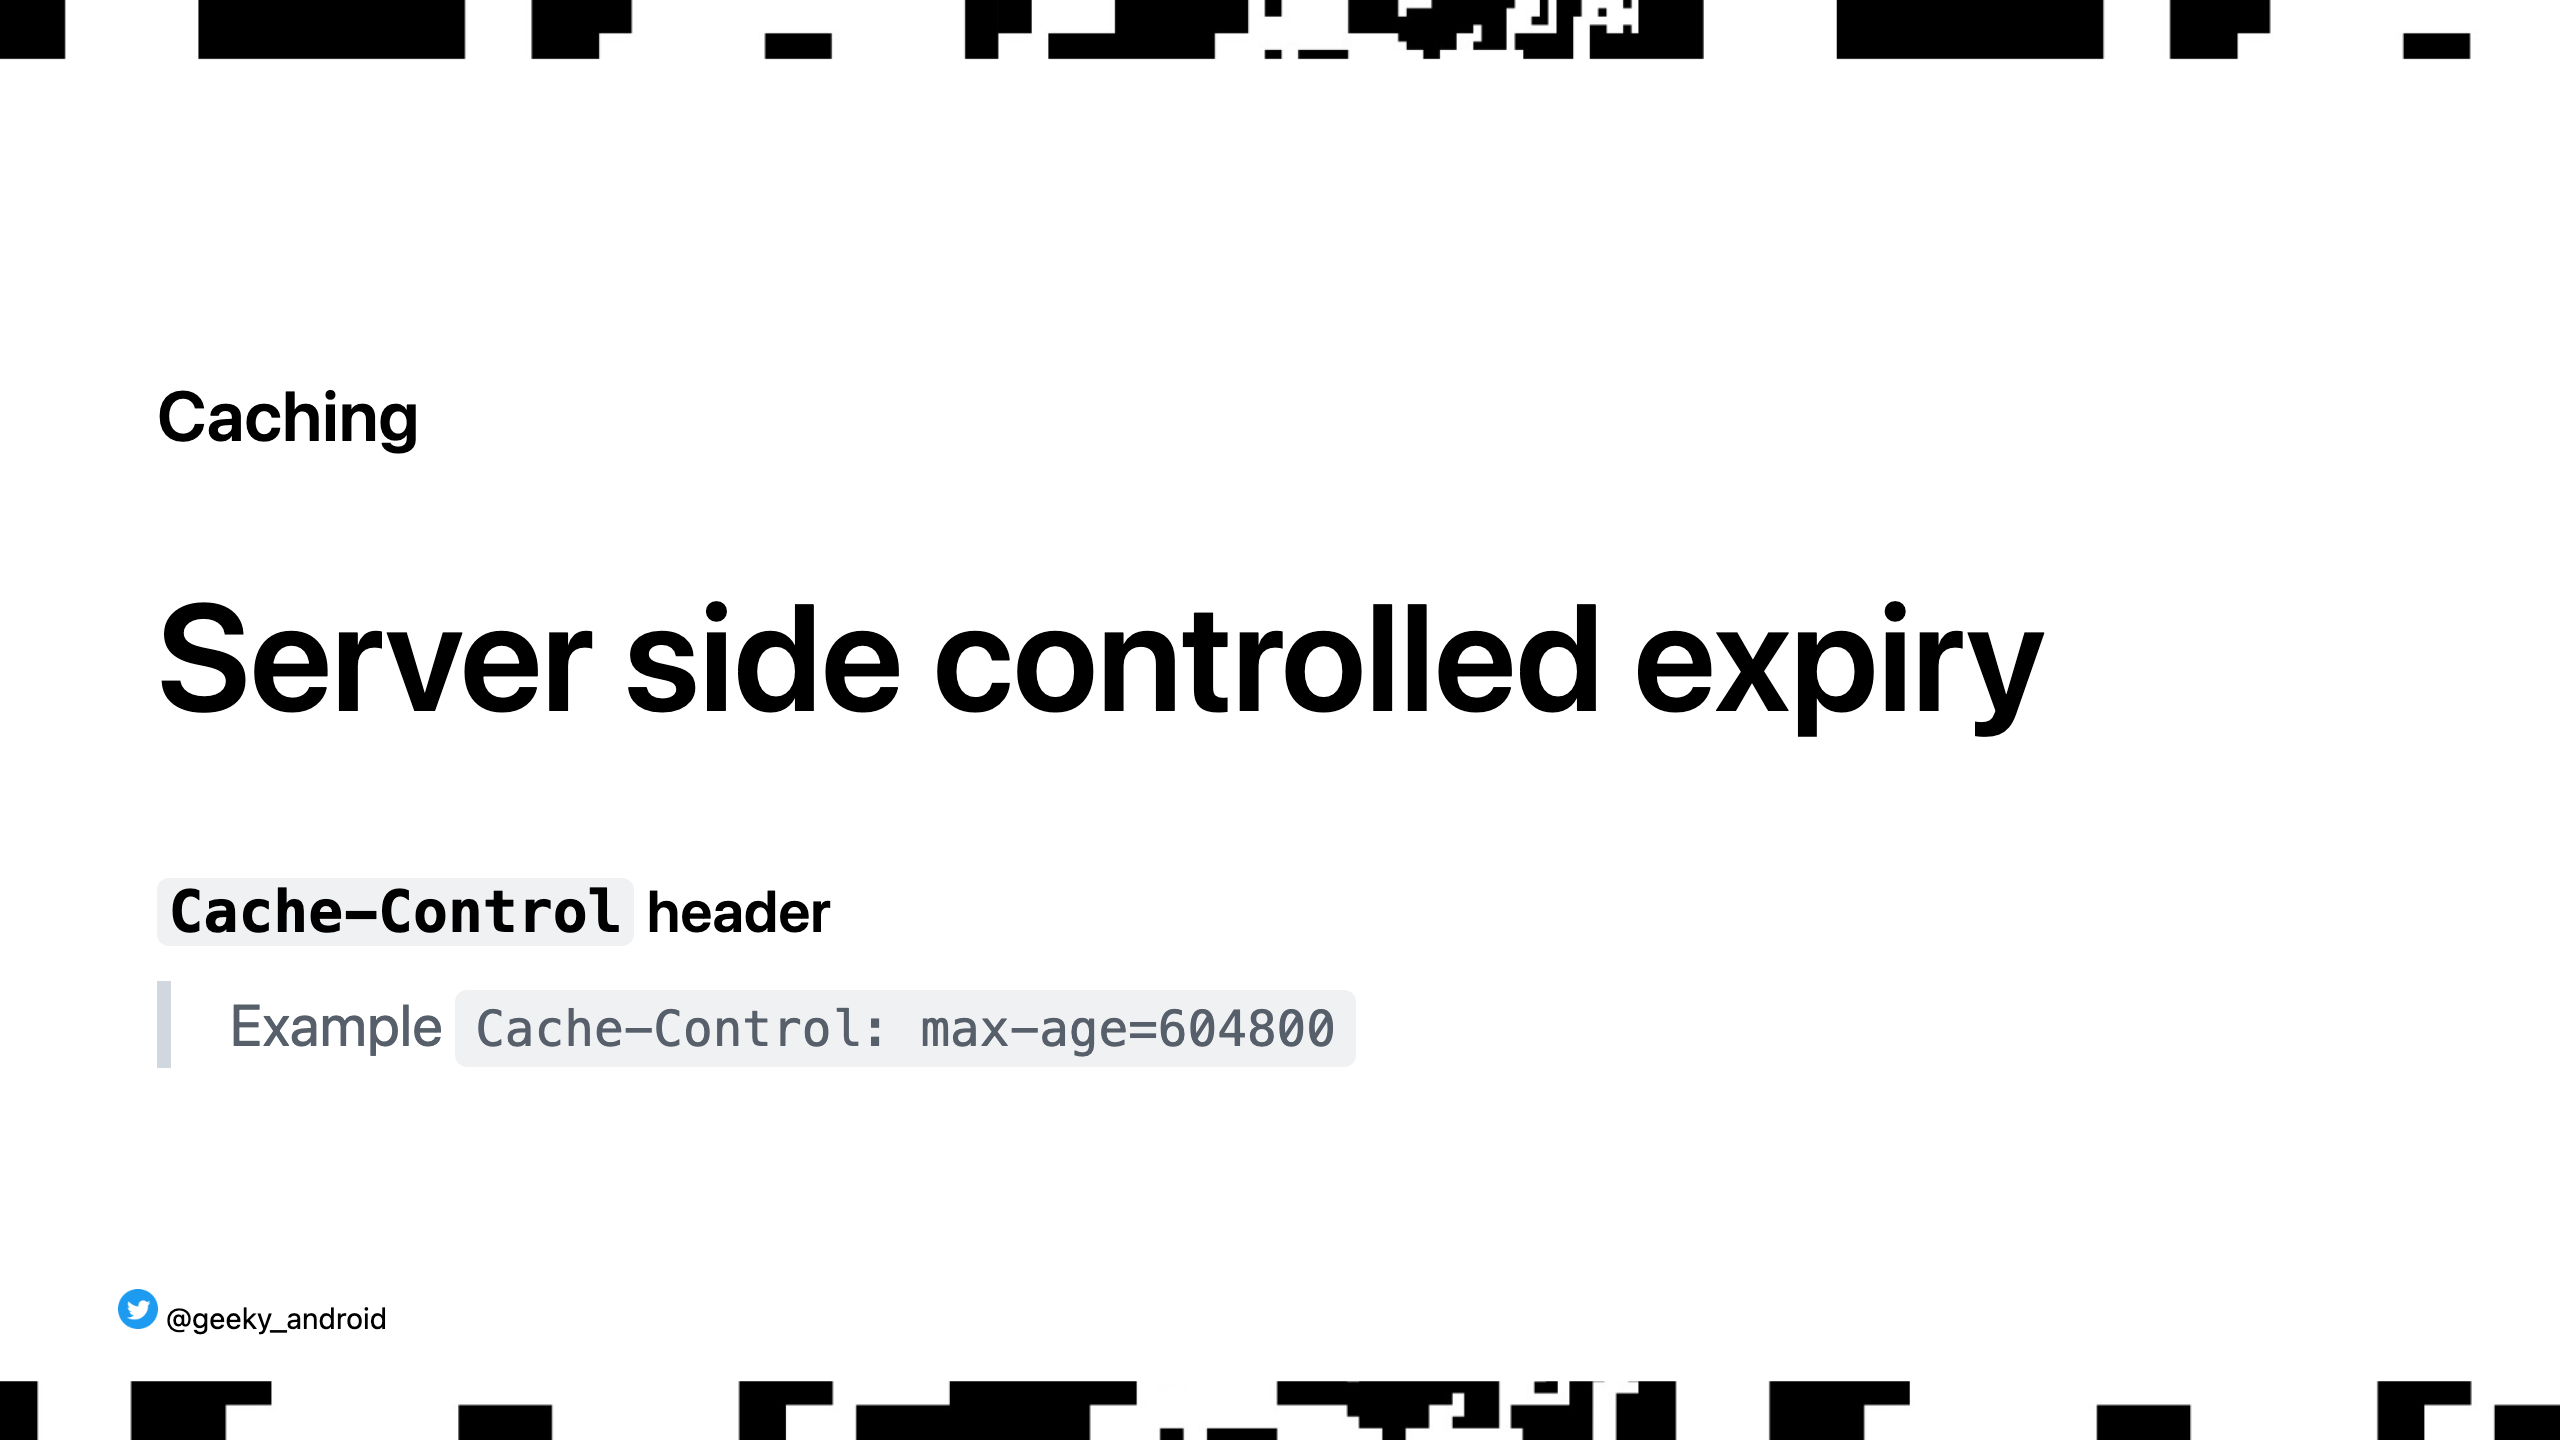 Caching
Server side controlled expiry
Cache-Control header
Example Cache-Control: max-age=604800
@geeky_android